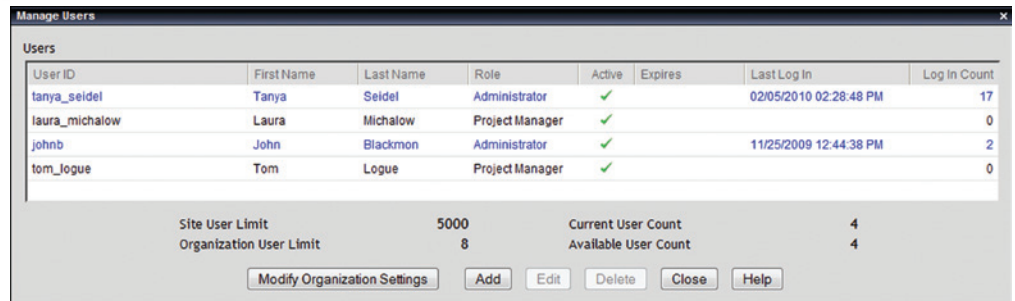 Manage Users x
Users
User ID First Name Last Name Role Active Expires Last Log In Log In Count
tanya_seidel Tanya Seidel Administrator ✓ 02/05/2010 02:28:48 PM 17
laura_michalow Laura Michalow Project Manager ✓ 0
johnb John Blackmon Administrator ✓ 11/25/2009 12:44:38 PM 2
tom_logue Tom Logue Project Manager ✓ 0
Site User Limit 5000 Current User Count 4
Organization User Limit 8 Available User Count 4
Modify Organization Settings Add Edit Delete Close Help